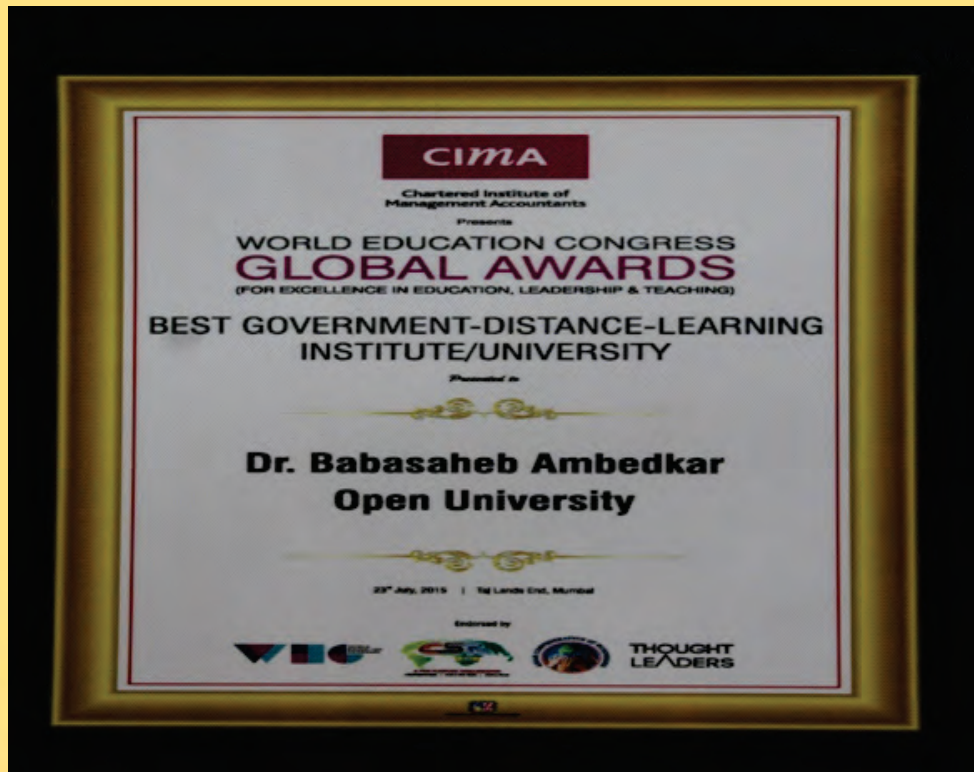 CIMA
Chartered Institute of
Management Accountants
Presents
WORLD EDUCATION CONGRESS
GLOBAL AWARDS
(FOR EXCELLENCE IN EDUCATION, LEADERSHIP & TEACHING)
BEST GOVERNMENT-DISTANCE-LEARNING
INSTITUTE/UNIVERSITY
Presented to
Dr. Babasaheb Ambedkar
Open University
23rd July, 2015 | Taj Lands End, Mumbai
Endorsed by
THOUGHT
LEADERS